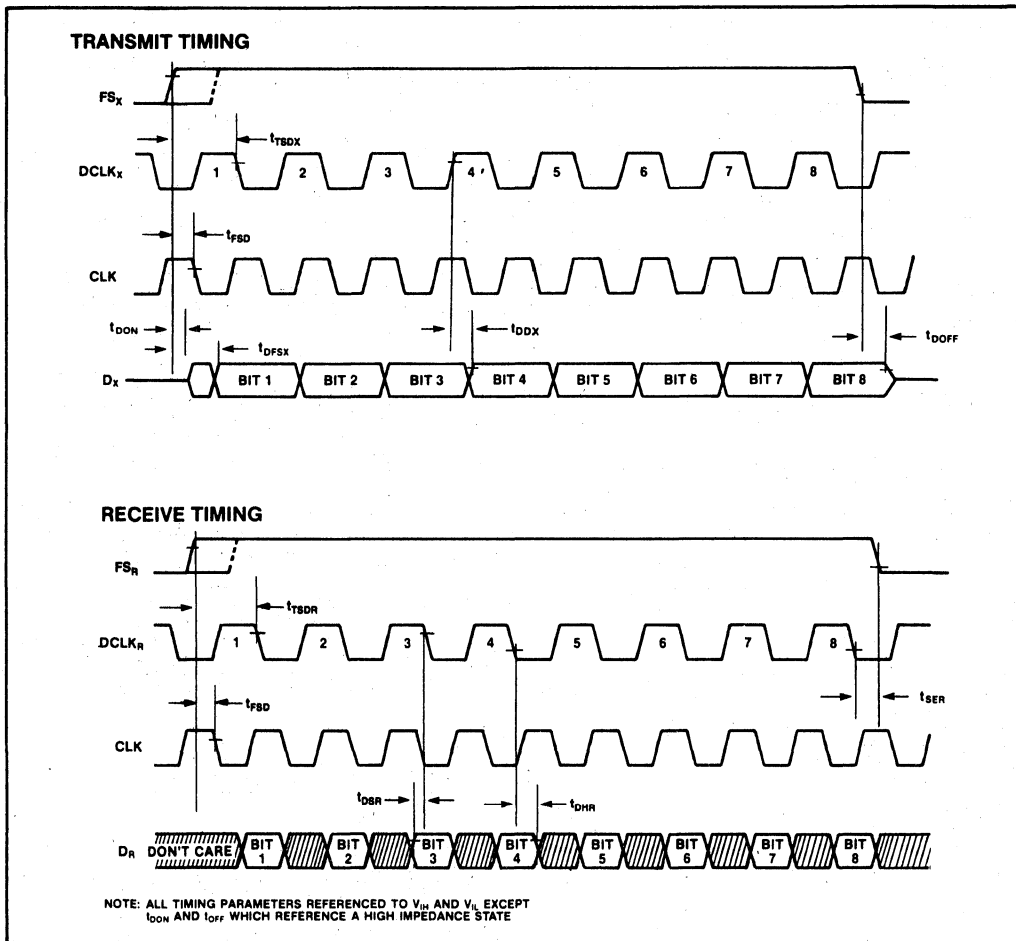 TRANSMIT TIMING
FSX
tTSDX
DCLKX
1 2 3 4 5 6 7 8
tFSD
CLK
tDON
tDDX
tDOFF
tDFSX
DX
BIT 1 BIT 2 BIT 3 BIT 4 BIT 5 BIT 6 BIT 7 BIT 8
RECEIVE TIMING
FSR
tTSDR
DCLKR
1 2 3 4 5 6 7 8
tFSD
tSER
CLK
tDSR
tDHR
DR DON'T CARE BIT 1 BIT 2 BIT 3 BIT 4 BIT 5 BIT 6 BIT 7 BIT 8
NOTE: ALL TIMING PARAMETERS REFERENCED TO VIH AND VIL EXCEPT
tDON AND tOFF WHICH REFERENCE A HIGH IMPEDANCE STATE